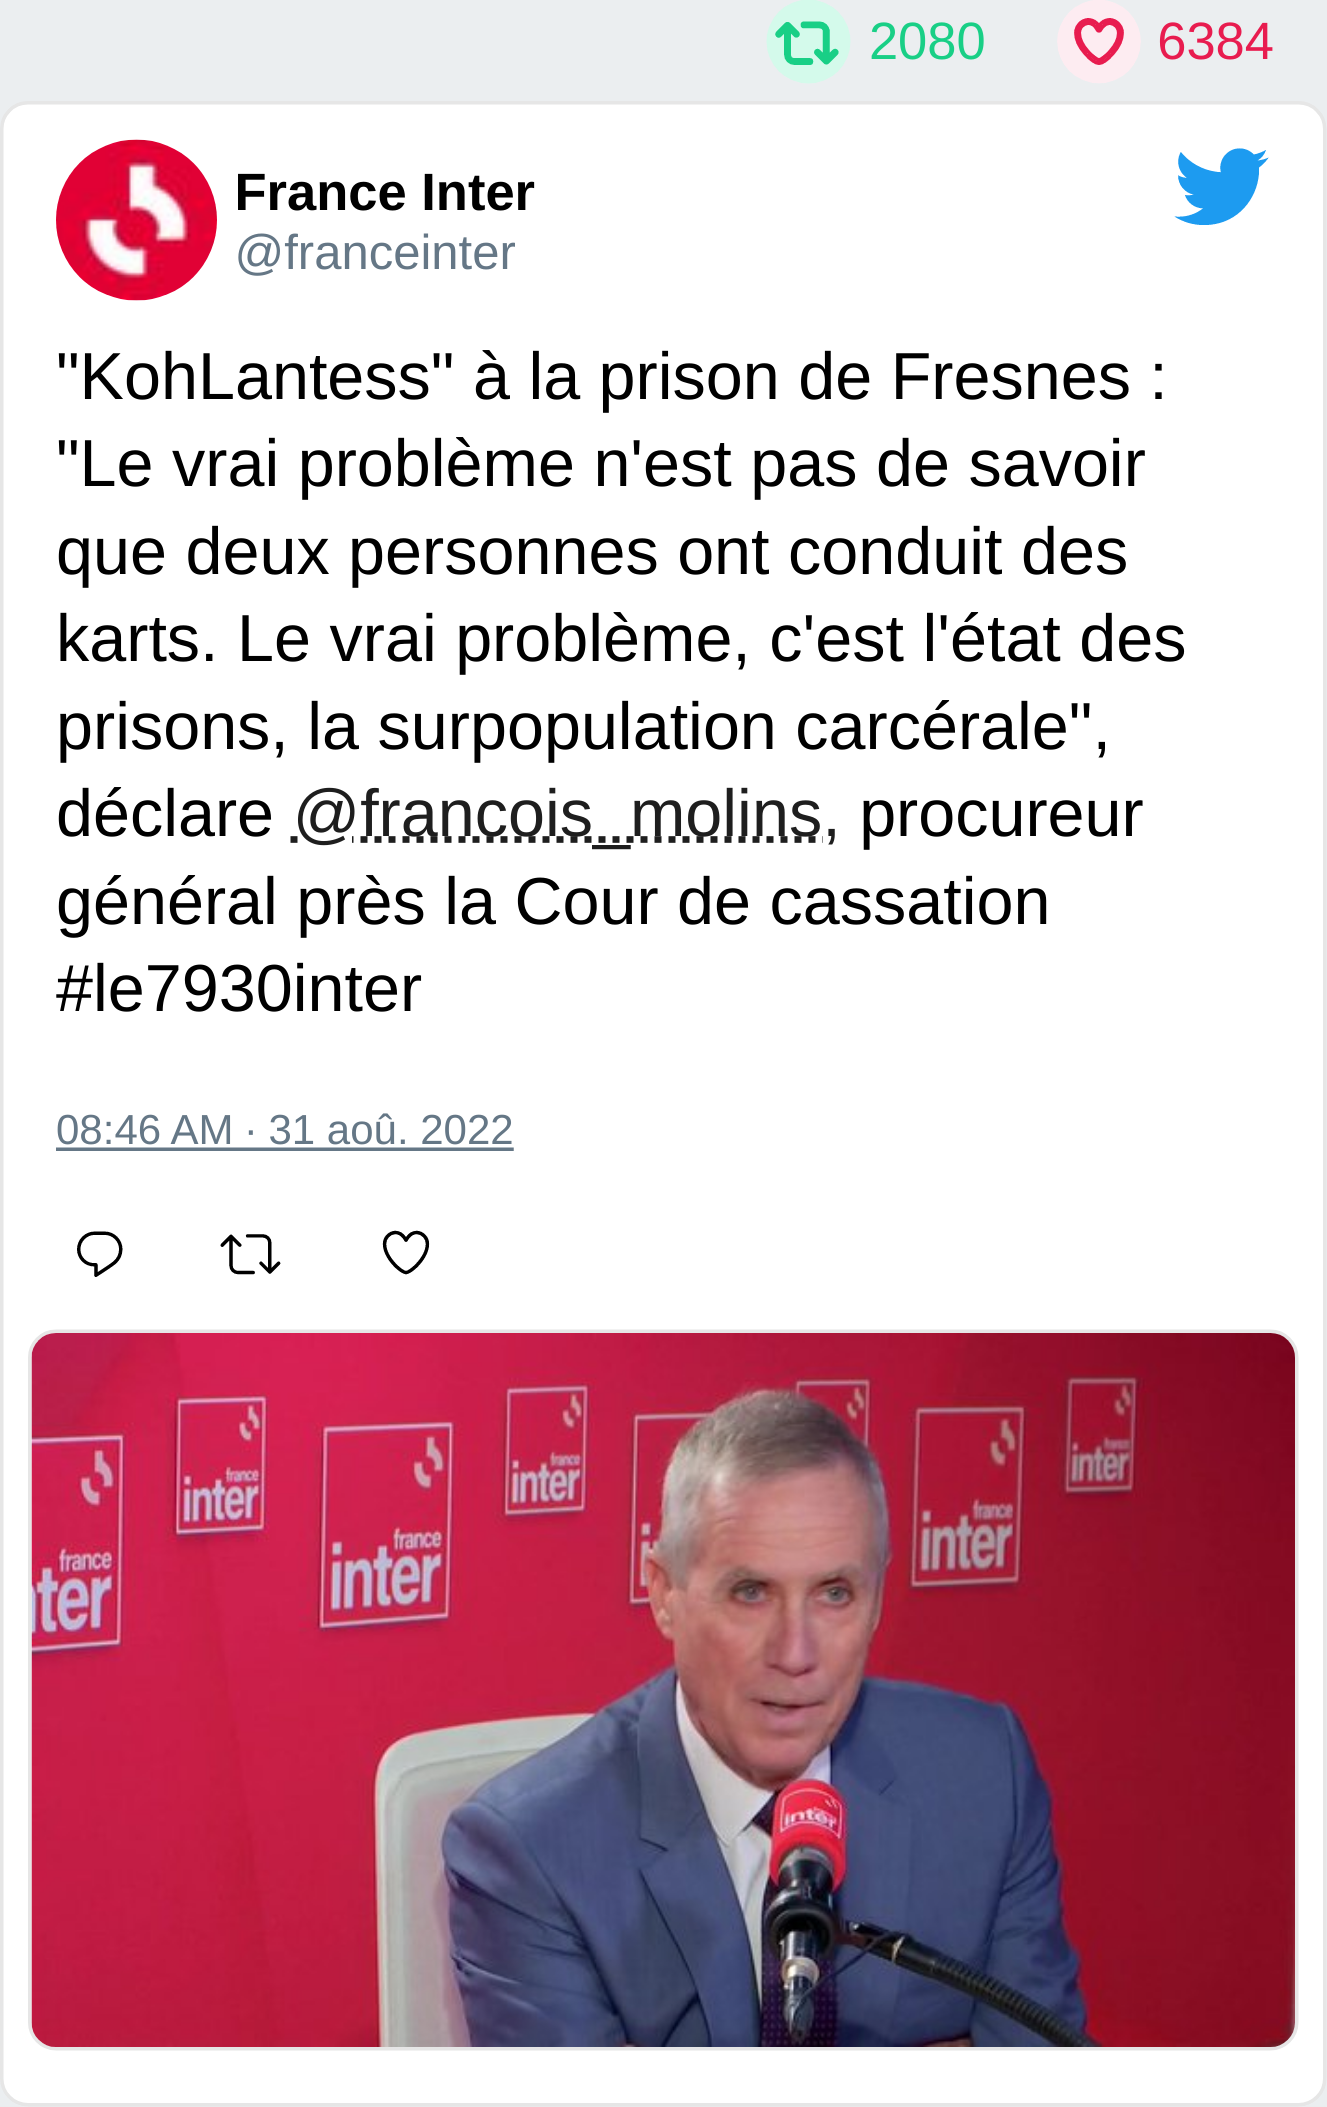 2080 6384
France Inter
@franceinter
"KohLantess" à la prison de Fresnes :
"Le vrai problème n'est pas de savoir
que deux personnes ont conduit des
karts. Le vrai problème, c'est l'état des
prisons, la surpopulation carcérale",
déclare @francois_molins, procureur
général près la Cour de cassation
#le7930inter
08:46 AM · 31 aoû. 2022
france
inter
france
inter
france
inter
france
inter
france
inter
france
inter
inter